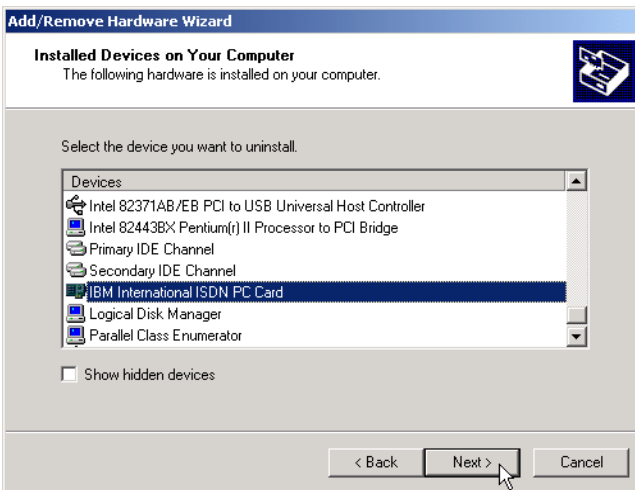 Add/Remove Hardware Wizard
Installed Devices on Your Computer
The following hardware is installed on your computer.
Select the device you want to uninstall.
Devices
Intel 82371AB/EB PCI to USB Universal Host Controller
Intel 82443BX Pentium(r) II Processor to PCI Bridge
Primary IDE Channel
Secondary IDE Channel
IBM International ISDN PC Card
Logical Disk Manager
Parallel Class Enumerator
Show hidden devices
< Back Next > Cancel